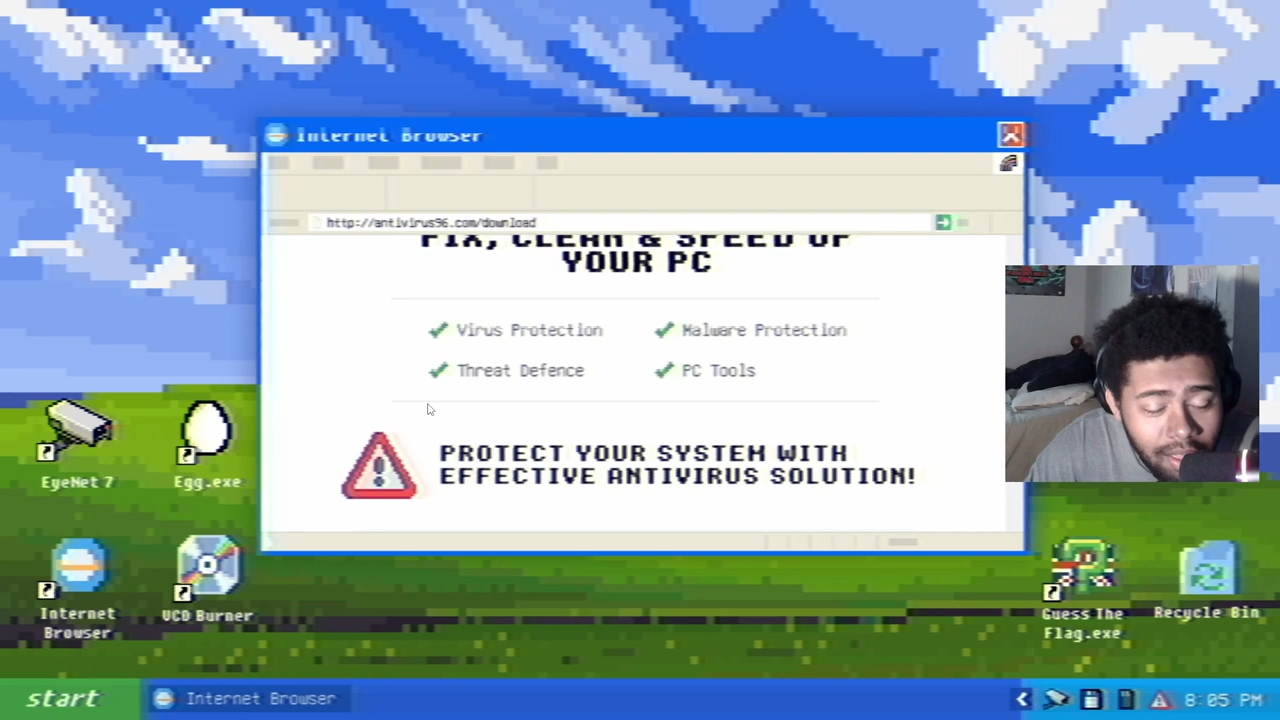 Internet Browser
http://antivirus96.com/download
FIX, CLEAN & SPEED UP
YOUR PC
Virus Protection
Malware Protection
Threat Defence
PC Tools
PROTECT YOUR SYSTEM WITH
EFFECTIVE ANTIVIRUS SOLUTION!
EyeNet 7
Egg.exe
Internet
Browser
VCD Burner
Guess The
Flag.exe
Recycle Bin
start
Internet Browser
8:05 PM